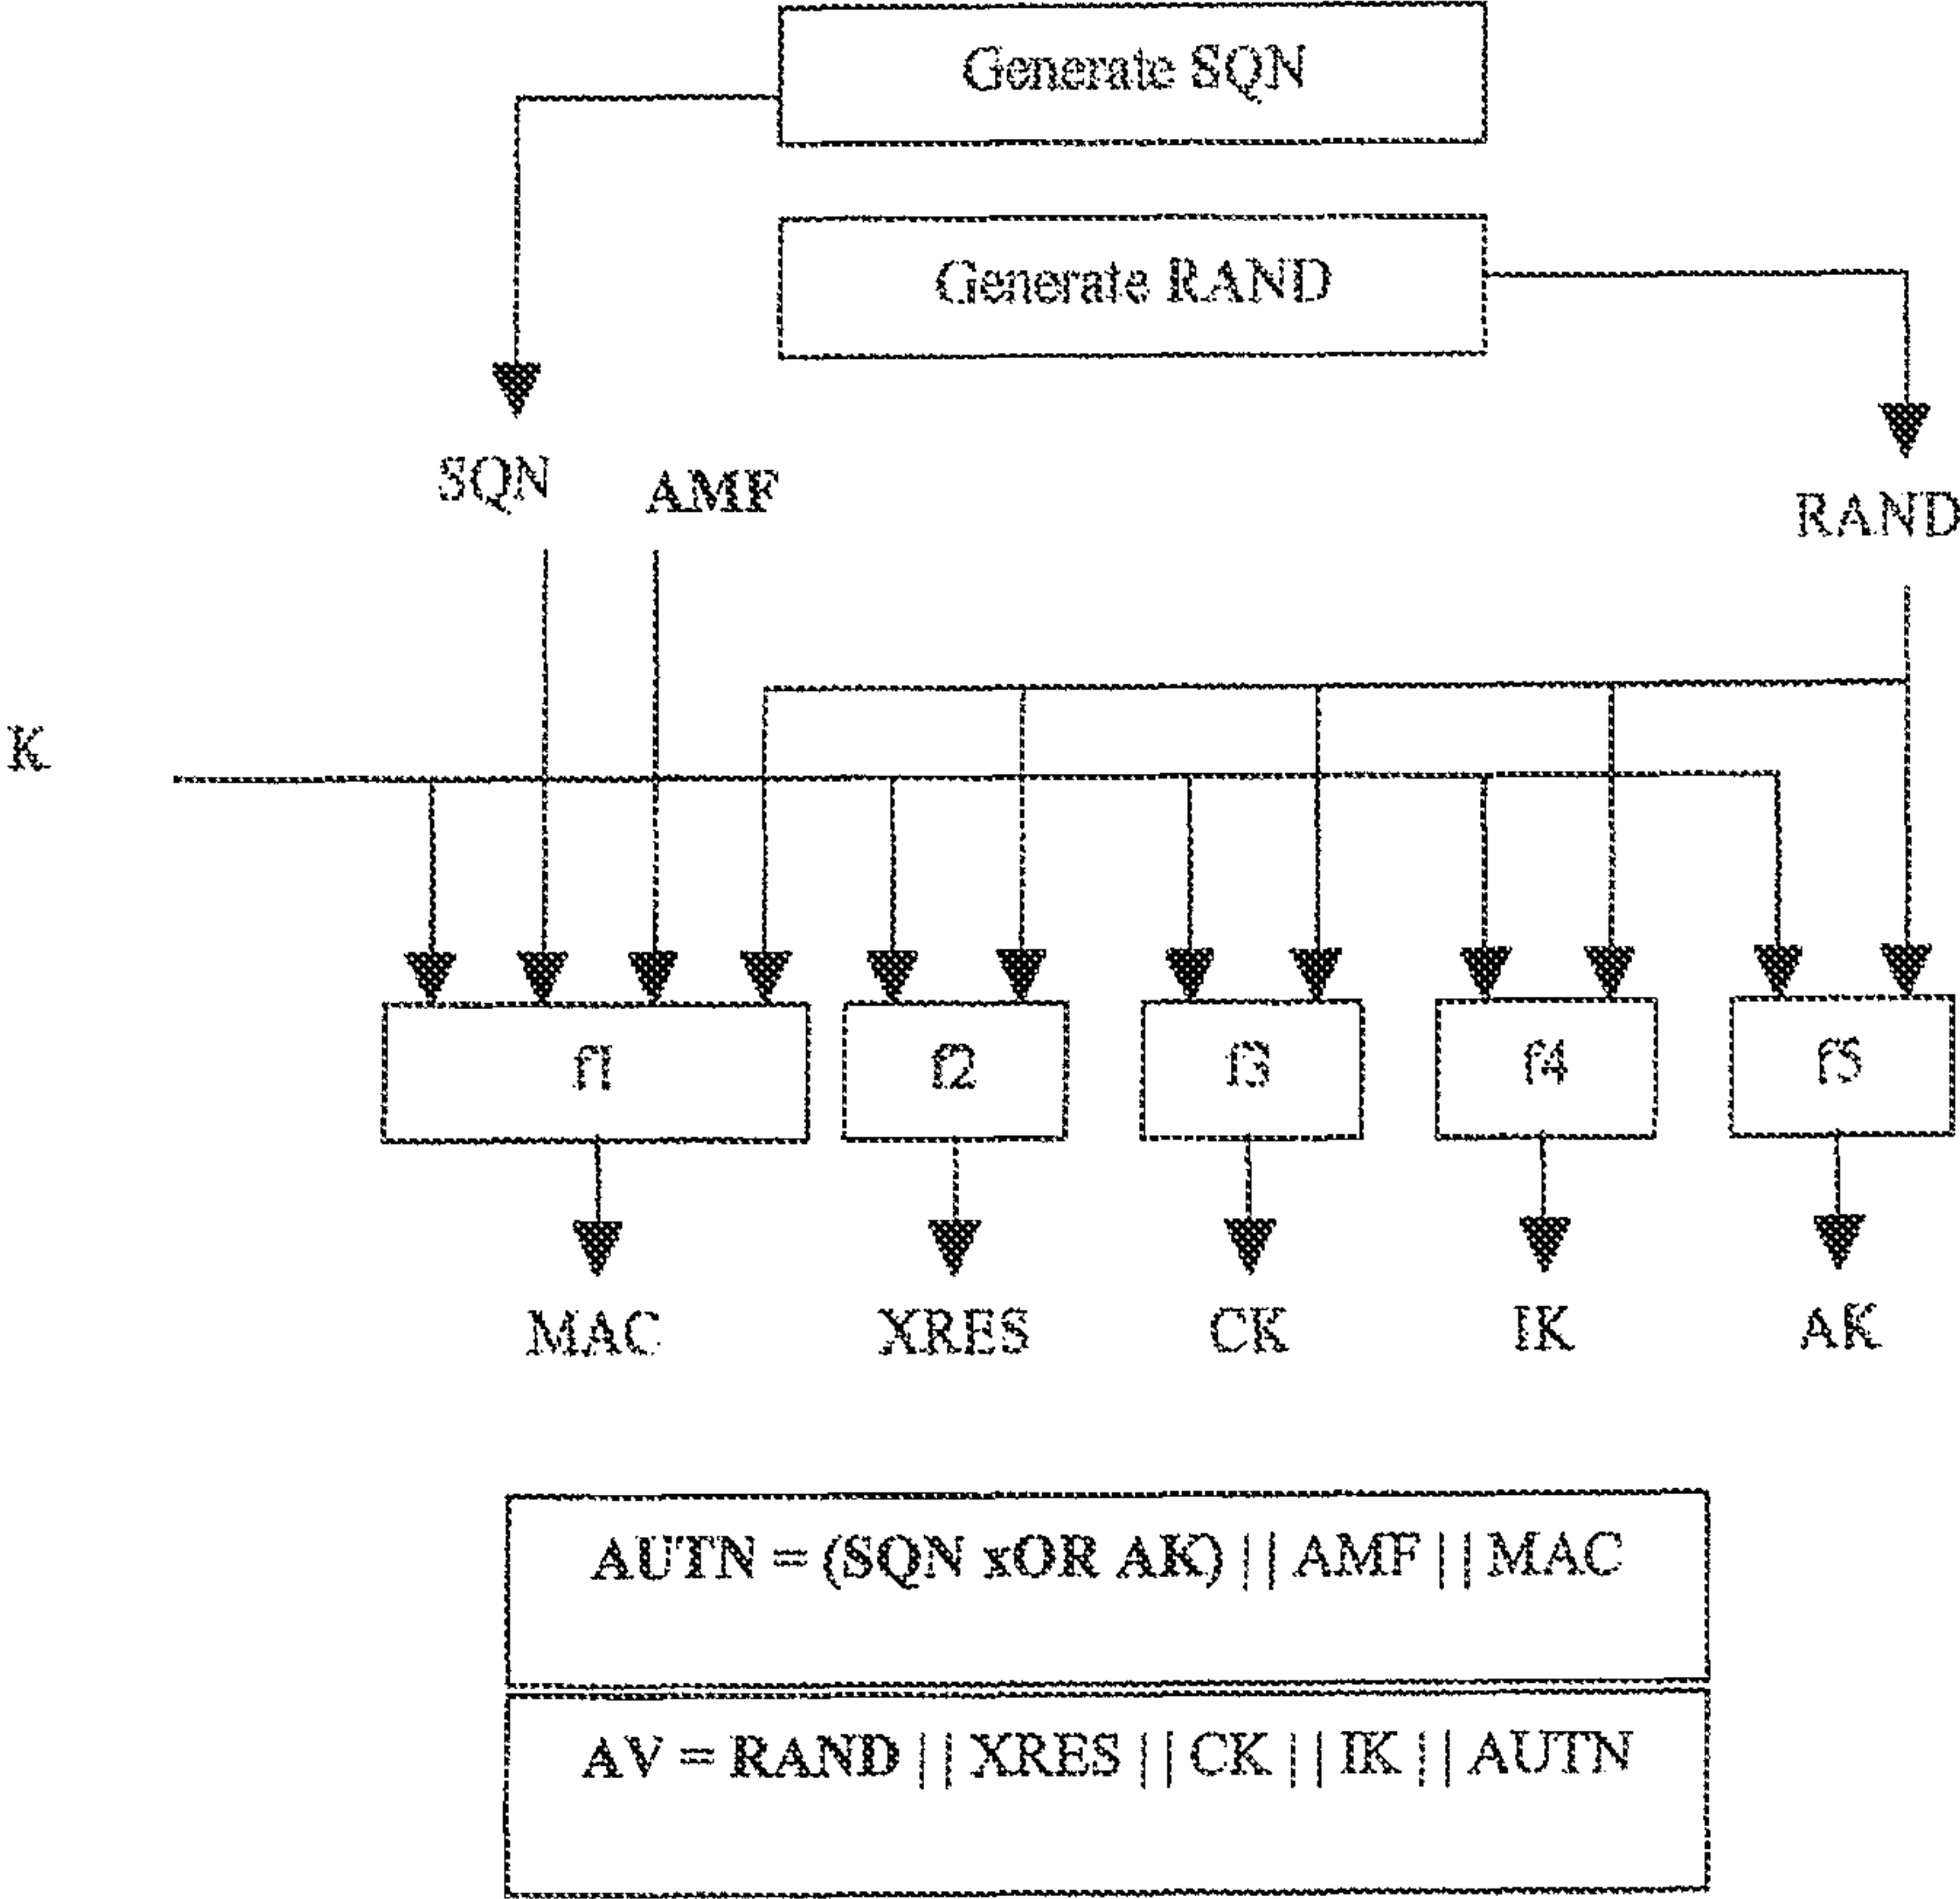 Generate SQN
Generate RAND
SQN
AMF
RAND
K
f1
f2
f3
f4
f5
MAC
XRES
CK
IK
AK
AUTN = (SQN xOR AK) || AMF || MAC
AV = RAND || XRES || CK || IK || AUTN